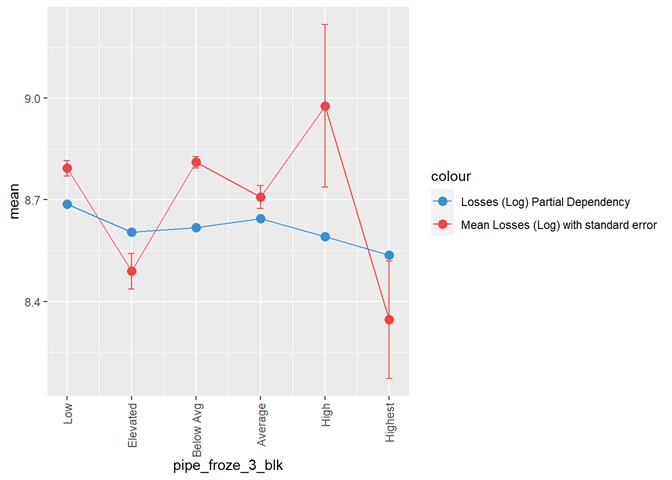 mean
9.0
8.7
8.4
Low
Elevated
Below Avg
Average
High
Highest
pipe_froze_3_blk
colour
Losses (Log) Partial Dependency
Mean Losses (Log) with standard error